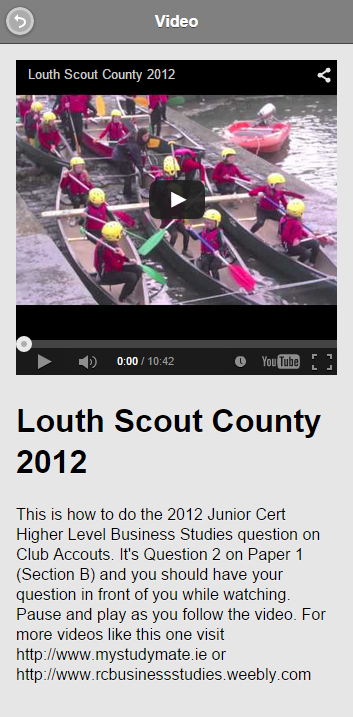 Video
Louth Scout County 2012
0:00 / 10:42
YouTube
Louth Scout County
2012
This is how to do the 2012 Junior Cert
Higher Level Business Studies question on
Club Accouts. It's Question 2 on Paper 1
(Section B) and you should have your
question in front of you while watching.
Pause and play as you follow the video. For
more videos like this one visit
http://www.mystudymate.ie or
http://www.rcbusinessstudies.weebly.com